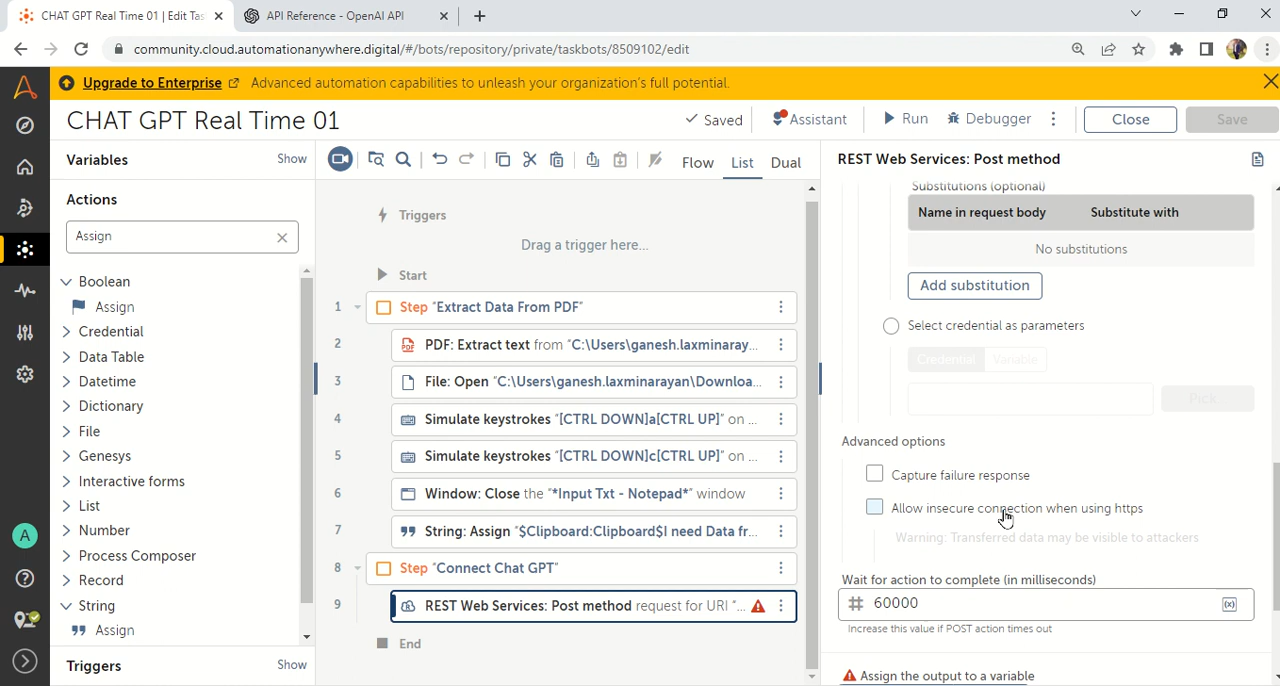 CHAT GPT Real Time 01 | Edit Tas
API Reference - OpenAI API
community.cloud.automationanywhere.digital/#/bots/repository/private/taskbots/8509102/edit
Upgrade to Enterprise Advanced automation capabilities to unleash your organization's full potential.
CHAT GPT Real Time 01
Saved
Assistant
Run
Debugger
Close
Save
Variables
Show
Actions
Assign
Boolean
Assign
Credential
Data Table
Datetime
Dictionary
File
Genesys
Interactive forms
List
Number
Process Composer
Record
String
Assign
Triggers
Show
Flow
List
Dual
Triggers
Drag a trigger here...
Start
1 Step "Extract Data From PDF"
2 PDF: Extract text from "C:\Users\ganesh.laxminaray...
3 File: Open "C:\Users\ganesh.laxminarayan\Downloa...
4 Simulate keystrokes "[CTRL DOWN]a[CTRL UP]" on ...
5 Simulate keystrokes "[CTRL DOWN]c[CTRL UP]" on ...
6 Window: Close the "*Input Txt - Notepad*" window
7 String: Assign "$Clipboard:Clipboard$I need Data fr...
8 Step "Connect Chat GPT"
9 REST Web Services: Post method request for URI "...
End
REST Web Services: Post method
Substitutions (optional)
Name in request body
Substitute with
No substitutions
Add substitution
Select credential as parameters
Credential
Variable
Pick
Advanced options
Capture failure response
Allow insecure connection when using https
Warning: Transferred data may be visible to attackers
Wait for action to complete (in milliseconds)
# 60000
(x)
Increase this value if POST action times out
Assign the output to a variable
A